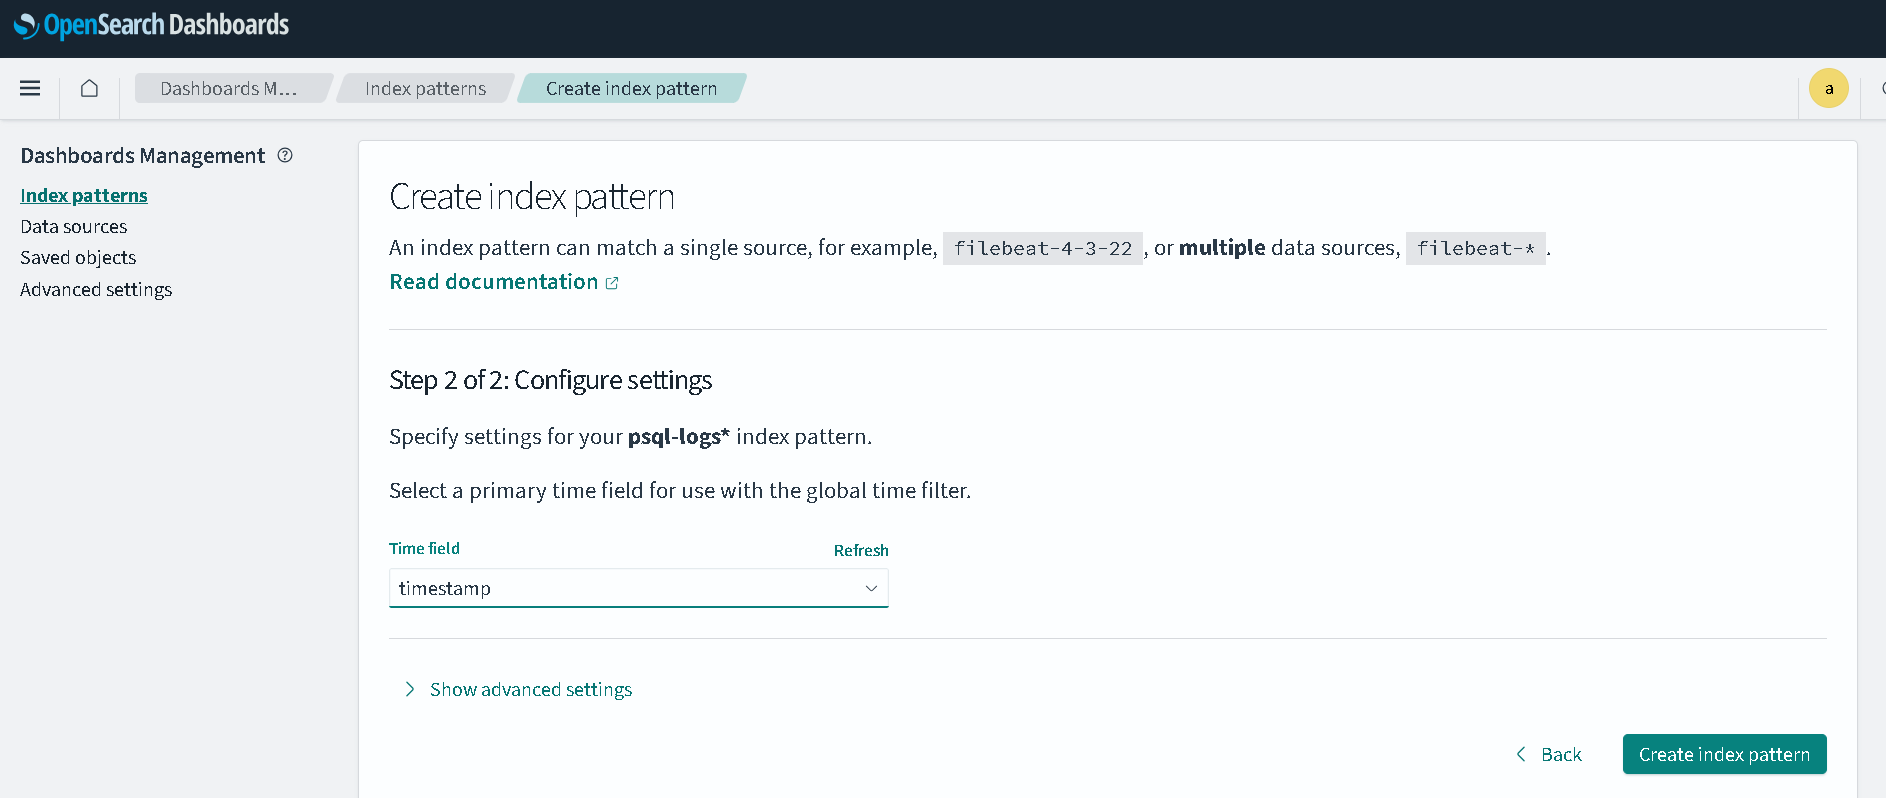 OpenSearch Dashboards
Dashboards M...
Index patterns
Create index pattern
a
Dashboards Management
Index patterns
Data sources
Saved objects
Advanced settings
Create index pattern
An index pattern can match a single source, for example, filebeat-4-3-22 , or multiple data sources, filebeat-* .
Read documentation
Step 2 of 2: Configure settings
Specify settings for your psql-logs* index pattern.
Select a primary time field for use with the global time filter.
Time field
Refresh
timestamp
Show advanced settings
Back
Create index pattern